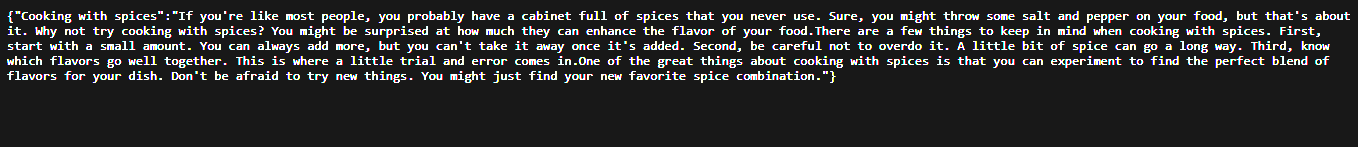 {"Cooking with spices":"If you're like most people, you probably have a cabinet full of spices that you never use. Sure, you might throw some salt and pepper on your food, but that's about
it. Why not try cooking with spices? You might be surprised at how much they can enhance the flavor of your food.There are a few things to keep in mind when cooking with spices. First,
start with a small amount. You can always add more, but you can't take it away once it's added. Second, be careful not to overdo it. A little bit of spice can go a long way. Third, know
which flavors go well together. This is where a little trial and error comes in.One of the great things about cooking with spices is that you can experiment to find the perfect blend of
flavors for your dish. Don't be afraid to try new things. You might just find your new favorite spice combination."}